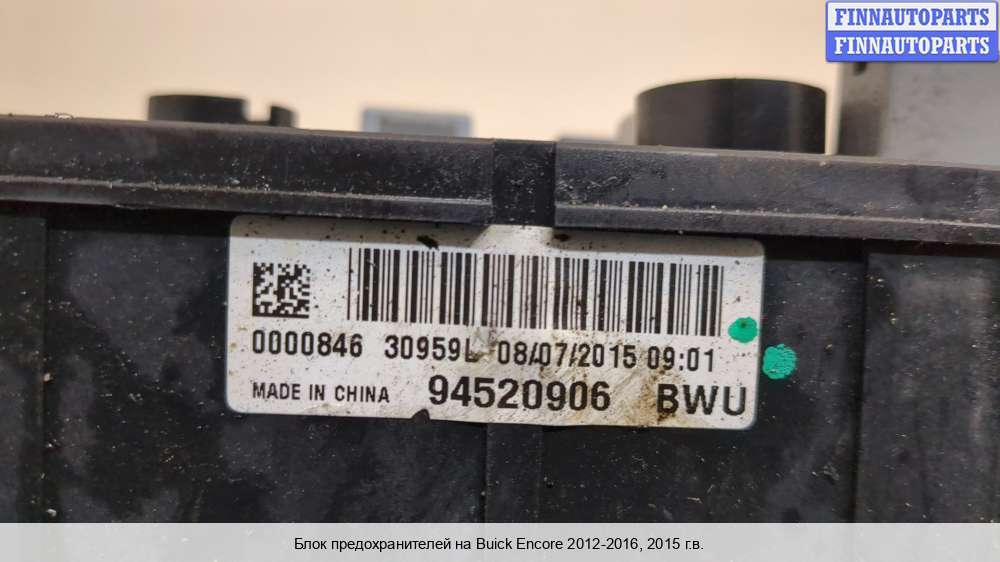 FINNAUTOPARTS
FINNAUTOPARTS
0000846 30959L 08/07/2015 09:01
MADE IN CHINA 94520906 BWU
Блок предохранителей на Buick Encore 2012-2016, 2015 г.в.